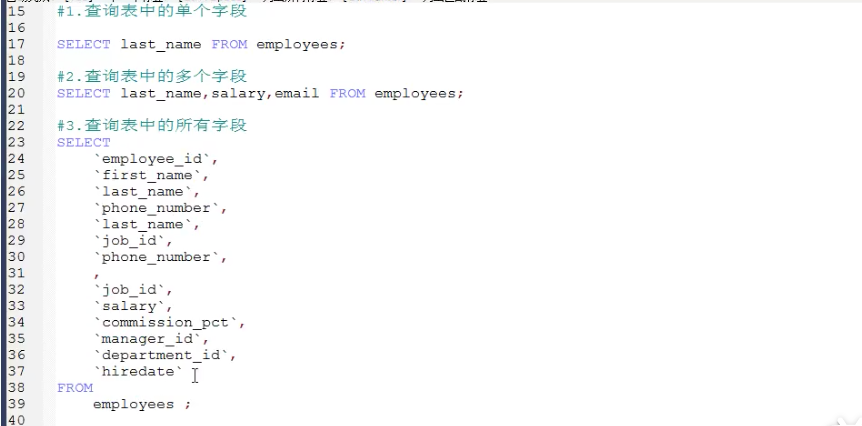 15 #1.查询表中的单个字段
16
17 SELECT last_name FROM employees;
18
19 #2.查询表中的多个字段
20 SELECT last_name,salary,email FROM employees;
21
22 #3.查询表中的所有字段
23 SELECT
24 `employee_id`,
25 `first_name`,
26 `last_name`,
27 `phone_number`,
28 `last_name`,
29 `job_id`,
30 `phone_number`,
31 ,
32 `job_id`,
33 `salary`,
34 `commission_pct`,
35 `manager_id`,
36 `department_id`,
37 `hiredate`
38 FROM
39 employees ;
40